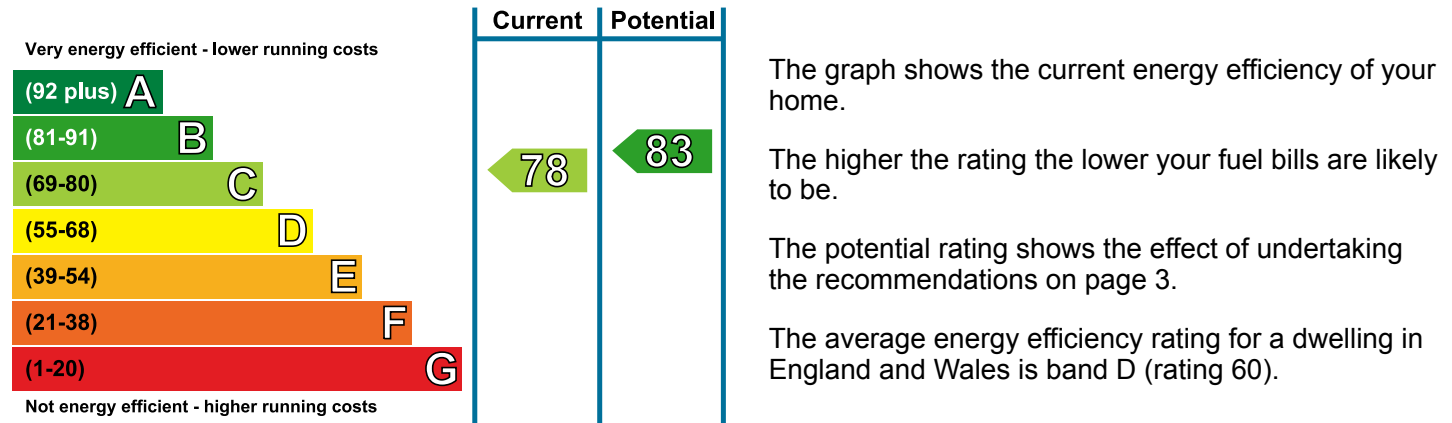 Current Potential
Very energy efficient - lower running costs
(92 plus) A
(81-91) B
(69-80) C
(55-68) D
(39-54) E
(21-38) F
(1-20) G
Not energy efficient - higher running costs
78
83
The graph shows the current energy efficiency of your
home.
The higher the rating the lower your fuel bills are likely
to be.
The potential rating shows the effect of undertaking
the recommendations on page 3.
The average energy efficiency rating for a dwelling in
England and Wales is band D (rating 60).